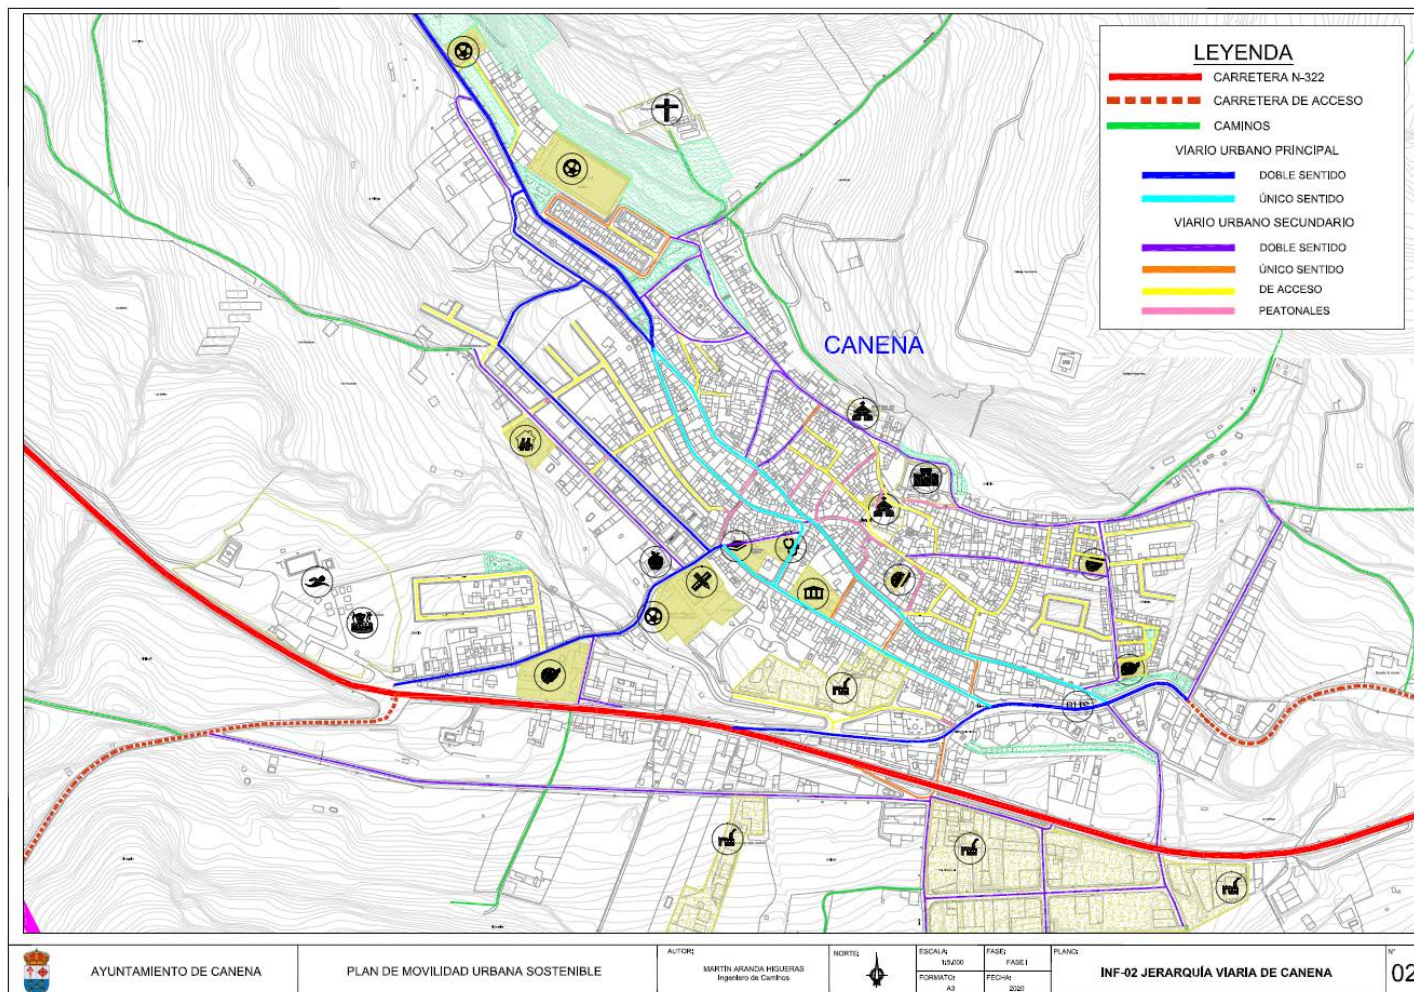 LEYENDA
CARRETERA N-322
CARRETERA DE ACCESO
CAMINOS
VIARIO URBANO PRINCIPAL
DOBLE SENTIDO
ÚNICO SENTIDO
VIARIO URBANO SECUNDARIO
DOBLE SENTIDO
ÚNICO SENTIDO
DE ACCESO
PEATONALES
CANENA
BUS
AYUNTAMIENTO DE CANENA
PLAN DE MOVILIDAD URBANA SOSTENIBLE
AUTOR:
MARTÍN ARANDA HIGUERAS
Ingeniero de Caminos
NORTE:
ESCALA:
1:5.000
FORMATO:
A3
FASE:
FASE I
FECHA:
2020
PLANO:
INF-02 JERARQUÍA VIARIA DE CANENA
Nº
02